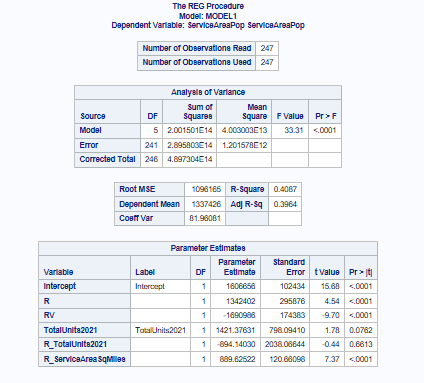 The REG Procedure
Model: MODEL1
Dependent Variable: ServiceAreaPop ServiceAreaPop
Number of Observations Read 247
Number of Observations Used 247
Analysis of Variance
Source DF Sum of Squares Mean Square F Value Pr > F
Model 5 2.001501E14 4.003003E13 33.31 <.0001
Error 241 2.895803E14 1.201578E12
Corrected Total 246 4.897304E14
Root MSE 1096165 R-Square 0.4087
Dependent Mean 1337426 Adj R-Sq 0.3964
Coeff Var 81.96081
Parameter Estimates
Variable Label DF Parameter Estimate Standard Error t Value Pr > |t|
Intercept Intercept 1 1606656 102434 15.68 <.0001
R 1 1342402 295876 4.54 <.0001
RV 1 -1690986 174383 -9.70 <.0001
TotalUnits2021 TotalUnits2021 1 1421.37631 798.09410 1.78 0.0762
R_TotalUnits2021 1 -894.14030 2038.06644 -0.44 0.6613
R_ServiceAreaSqMiles 1 889.62522 120.66098 7.37 <.0001